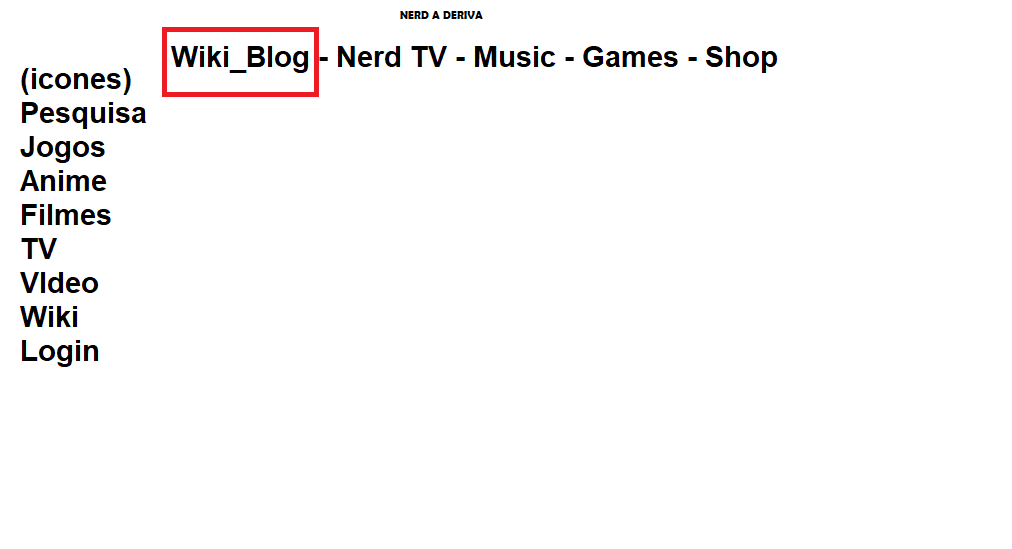 NERD A DERIVA
Wiki_Blog - Nerd TV - Music - Games - Shop
(icones)
Pesquisa
Jogos
Anime
Filmes
TV
VIdeo
Wiki
Login